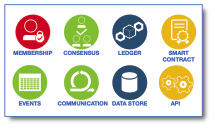 MEMBERSHIP
CONSENSUS
LEDGER
SMART
CONTRACT
EVENTS
COMMUNICATION
DATA STORE
API